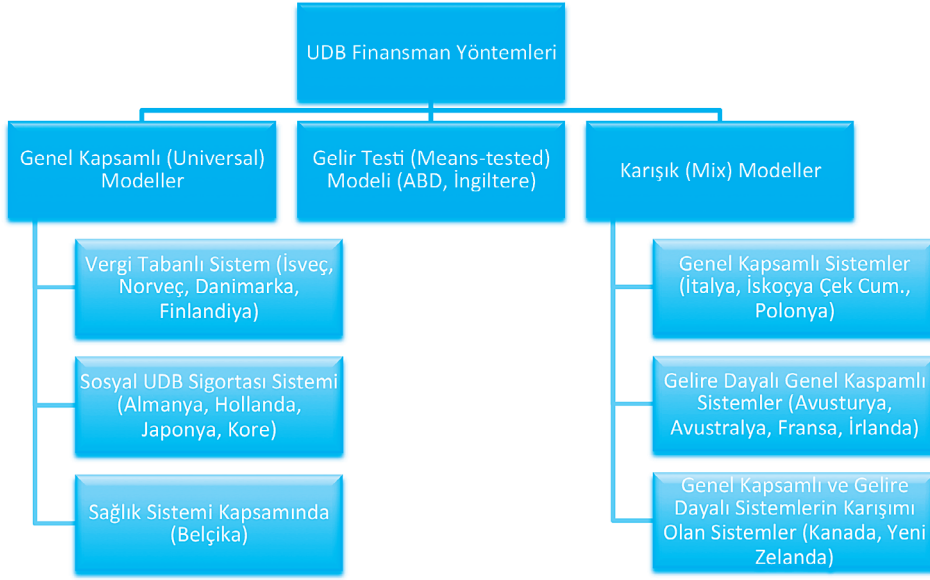 UDB Finansman Yöntemleri
Genel Kapsamlı (Universal)
Modeller
Gelir Testi (Means-tested)
Modeli (ABD, İngiltere)
Karışık (Mix) Modeller
Vergi Tabanlı Sistem (İsveç,
Norveç, Danimarka,
Finlandiya)
Sosyal UDB Sigortası Sistemi
(Almanya, Hollanda,
Japonya, Kore)
Sağlık Sistemi Kapsamında
(Belçika)
Genel Kapsamlı Sistemler
(İtalya, İskoçya Çek Cum.,
Polonya)
Gelire Dayalı Genel Kaspamlı
Sistemler (Avusturya,
Avustralya, Fransa, İrlanda)
Genel Kapsamlı ve Gelire
Dayalı Sistemlerin Karışımı
Olan Sistemler (Kanada, Yeni
Zelanda)